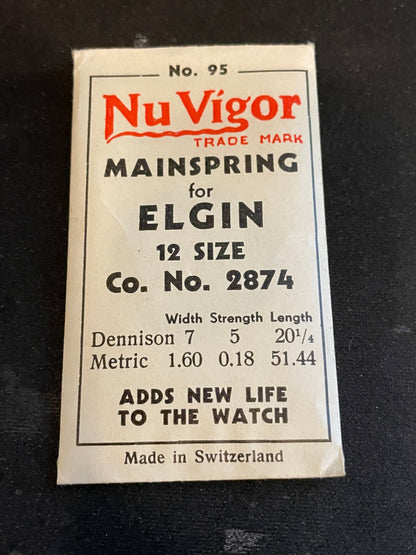 No. 95
Nu Vigor
TRADE MARK
MAINSPRING
for
ELGIN
12 SIZE
Co. No. 2874
Width Strength Length
Dennison 7 5 20¹/₄
Metric 1.60 0.18 51.44
ADDS NEW LIFE
TO THE WATCH
Made in Switzerland